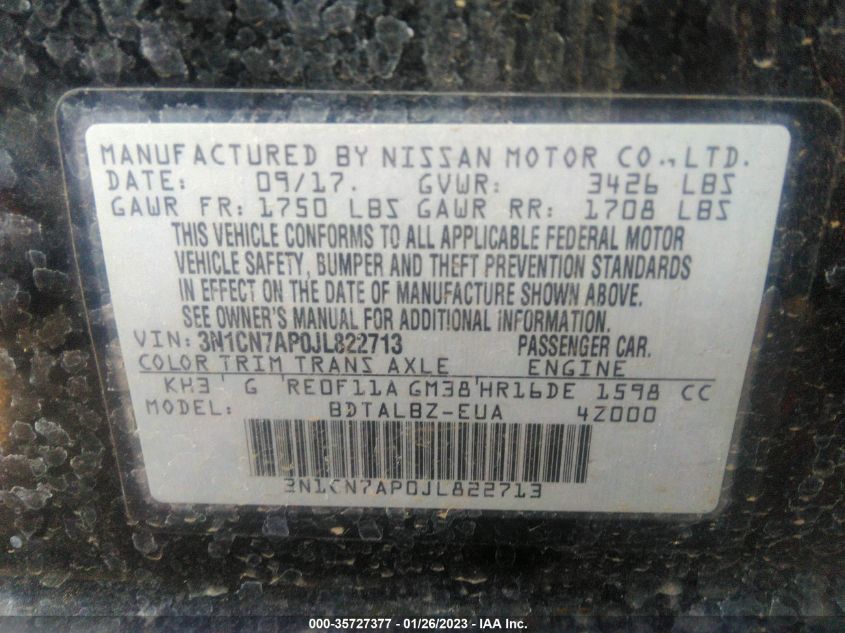 MANUFACTURED BY NISSAN MOTOR CO., LTD.
DATE: 09/17. GVWR: 3426 LBS
GAWR FR: 1750 LBS GAWR RR: 1708 LBS
THIS VEHICLE CONFORMS TO ALL APPLICABLE FEDERAL MOTOR
VEHICLE SAFETY, BUMPER AND THEFT PREVENTION STANDARDS
IN EFFECT ON THE DATE OF MANUFACTURE SHOWN ABOVE.
SEE OWNER'S MANUAL FOR ADDITIONAL INFORMATION.
VIN: 3N1CN7AP0JL822713 PASSENGER CAR.
COLOR TRIM TRANS AXLE ENGINE
KH3 G RE0F11A GM38 HR16DE 1598 CC
MODEL: BDTALBZ-EUA 4Z000
3N1CN7AP0JL822713
000-35727377 - 01/26/2023 - IAA Inc.